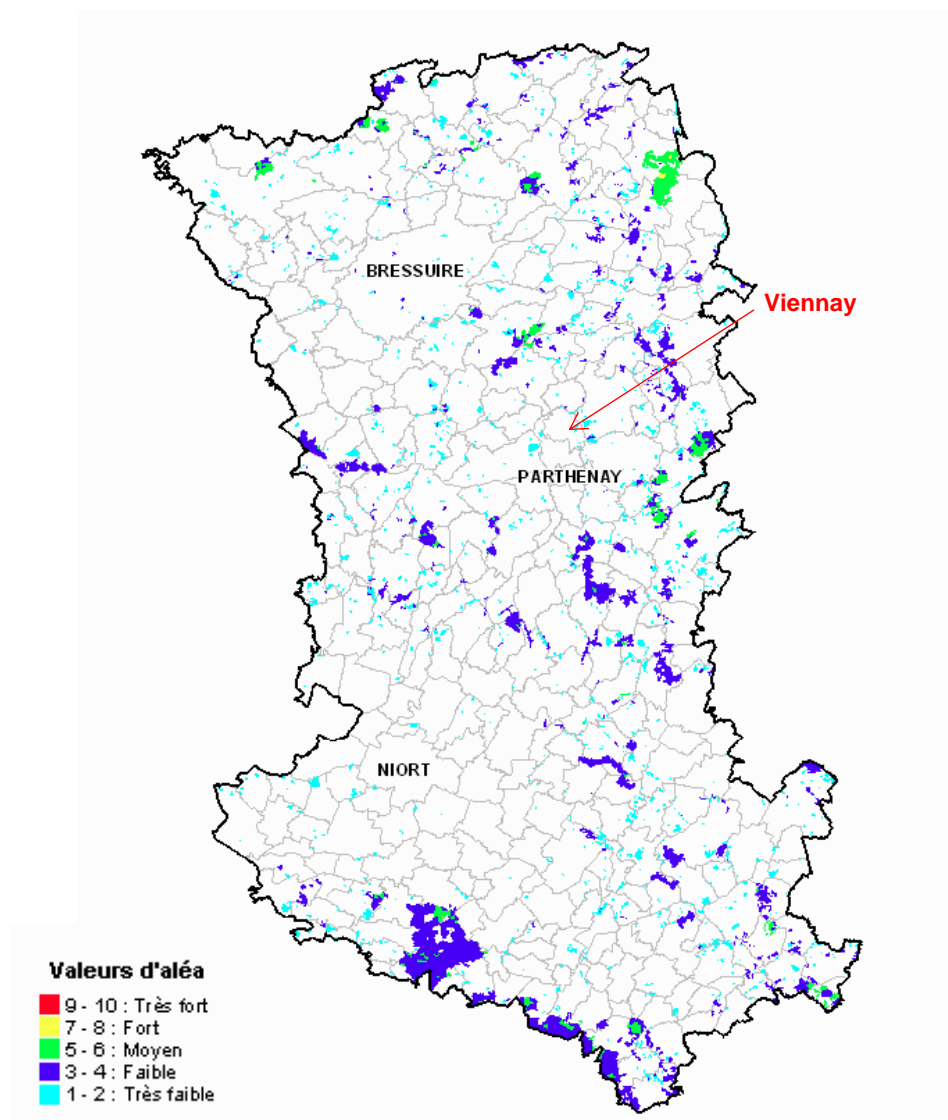 BRESSUIRE
Viennay
PARTHENAY
NIORT
Valeurs d'aléa
9 - 10 : Très fort
7 - 8 : Fort
5 - 6 : Moyen
3 - 4 : Faible
1 - 2 : Très faible